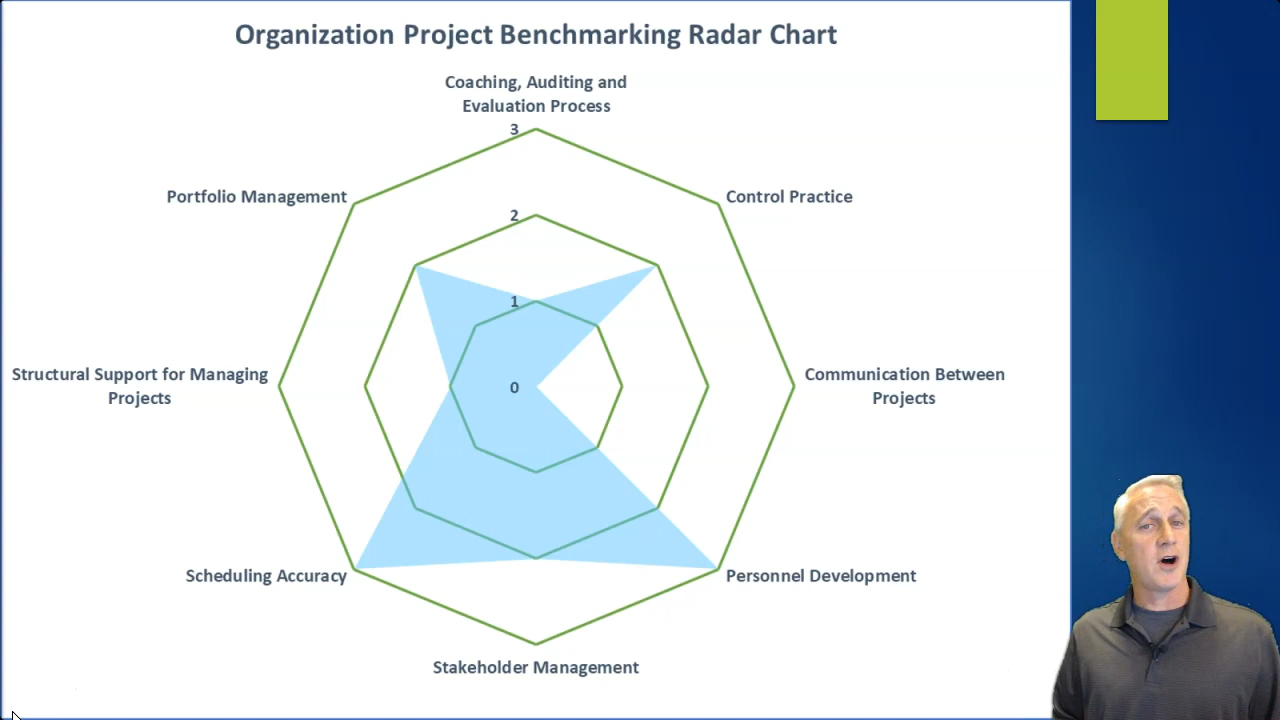 Organization Project Benchmarking Radar Chart
Coaching, Auditing and
Evaluation Process
3
Portfolio Management
Control Practice
2
1
Structural Support for Managing
Projects
0
Communication Between
Projects
Scheduling Accuracy
Personnel Development
Stakeholder Management